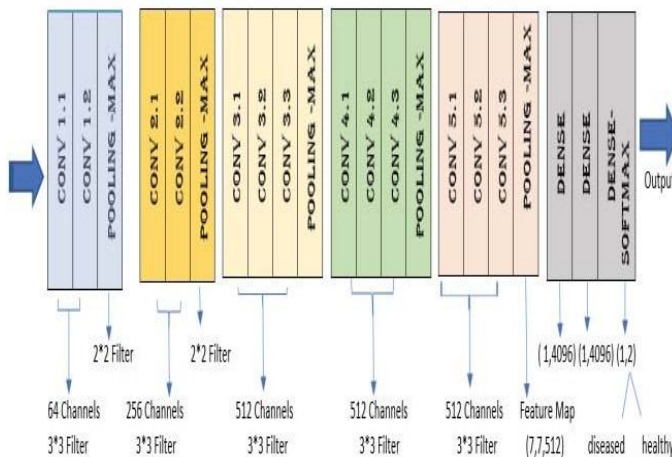 CONV 1.1
CONV 1.2
POOLING -MAX
CONV 2.1
CONV 2.2
POOLING -MAX
CONV 3.1
CONV 3.2
CONV 3.3
POOLING -MAX
CONV 4.1
CONV 4.2
CONV 4.3
POOLING -MAX
CONV 5.1
CONV 5.2
CONV 5.3
POOLING -MAX
DENSE
DENSE
DENSE-
SOFTMAX
Output
2*2 Filter
2*2 Filter
( 1,4096) (1,4096) (1,2)
64 Channels
3*3 Filter
256 Channels
3*3 Filter
512 Channels
3*3 Filter
512 Channels
3*3 Filter
512 Channels
3*3 Filter
Feature Map
(7,7,512)
diseased
healthy